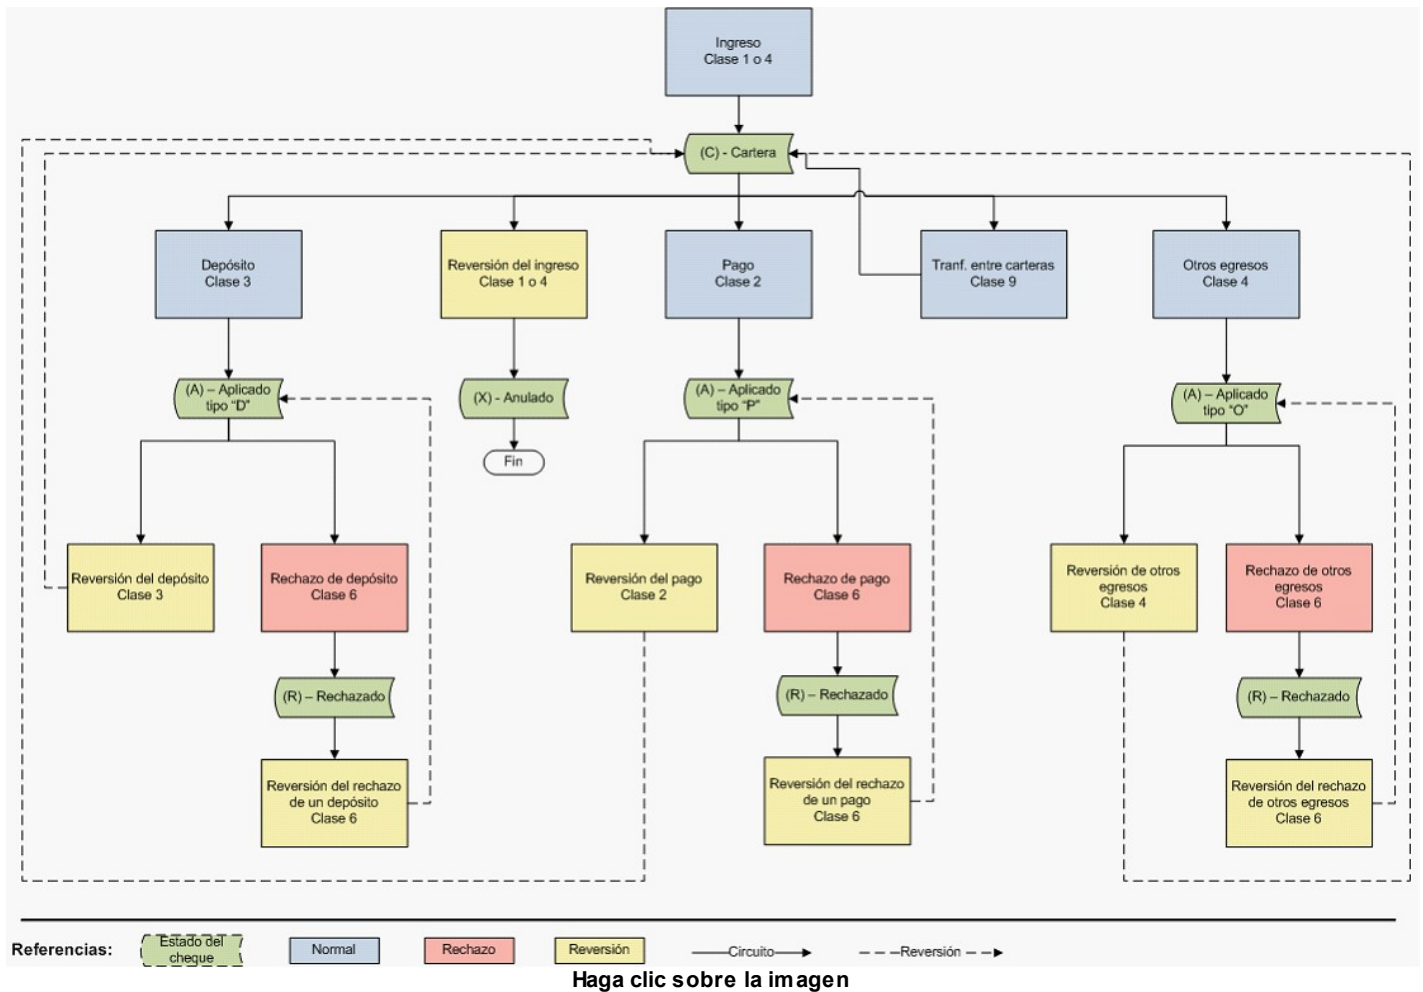 Ingreso
Clase 1 o 4
(C) - Cartera
Depósito
Clase 3
Reversión del ingreso
Clase 1 o 4
Pago
Clase 2
Tranf. entre carteras
Clase 9
Otros egresos
Clase 4
(A) – Aplicado
tipo “D”
(X) - Anulado
(A) – Aplicado
tipo “P”
(A) – Aplicado
tipo “O”
Fin
Reversión del depósito
Clase 3
Rechazo de depósito
Clase 6
Reversión del pago
Clase 2
Rechazo de pago
Clase 6
Reversión de otros
egresos
Clase 4
Rechazo de otros
egresos
Clase 6
(R) – Rechazado
(R) – Rechazado
(R) – Rechazado
Reversión del rechazo
de un depósito
Clase 6
Reversión del rechazo
de un pago
Clase 6
Reversión del rechazo
de otros egresos
Clase 6
Referencias:
Estado del
cheque
Normal
Rechazo
Reversión
Circuito
Reversión
Haga clic sobre la imagen